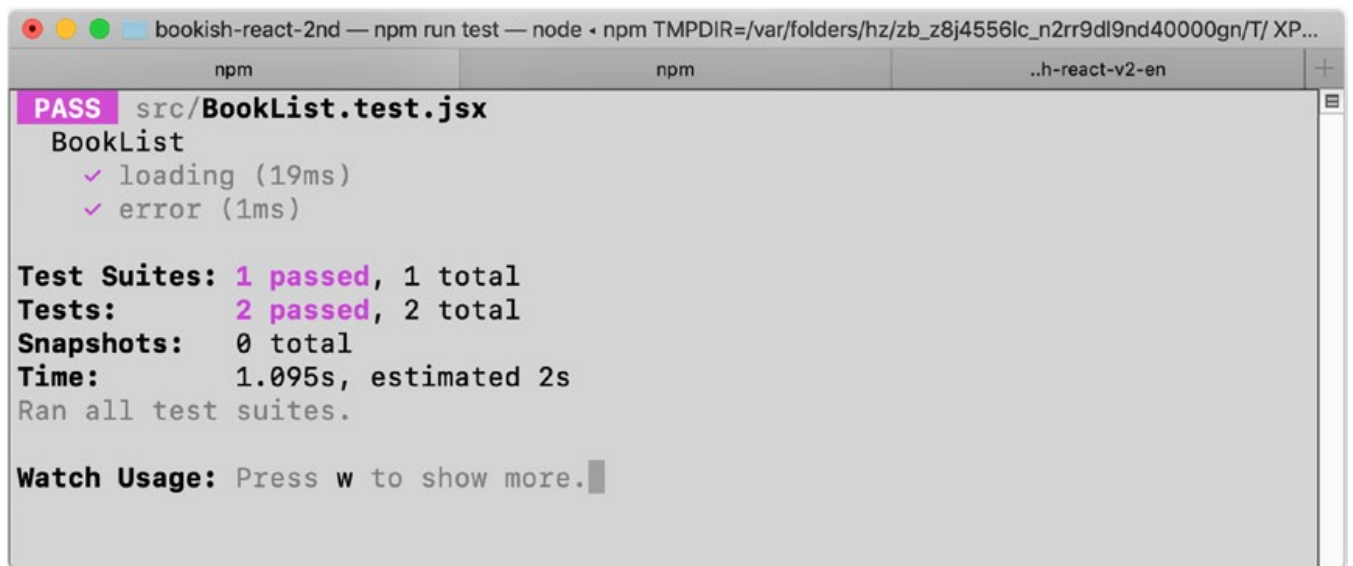 bookish-react-2nd — npm run test — node ◂ npm TMPDIR=/var/folders/hz/zb_z8j4556lc_n2rr9dl9nd40000gn/T/ XP...
npm npm ..h-react-v2-en +
PASS src/BookList.test.jsx
BookList
✓ loading (19ms)
✓ error (1ms)
Test Suites: 1 passed, 1 total
Tests: 2 passed, 2 total
Snapshots: 0 total
Time: 1.095s, estimated 2s
Ran all test suites.
Watch Usage: Press w to show more.